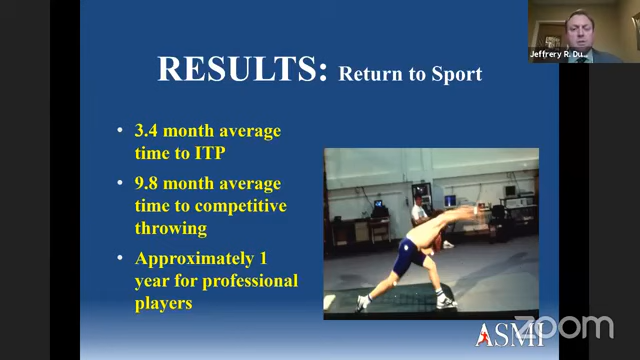 Jeffrery R. Du...
RESULTS: Return to Sport
• 3.4 month average
time to ITP
• 9.8 month average
time to competitive
throwing
• Approximately 1
year for professional
players
ASMI
zoom